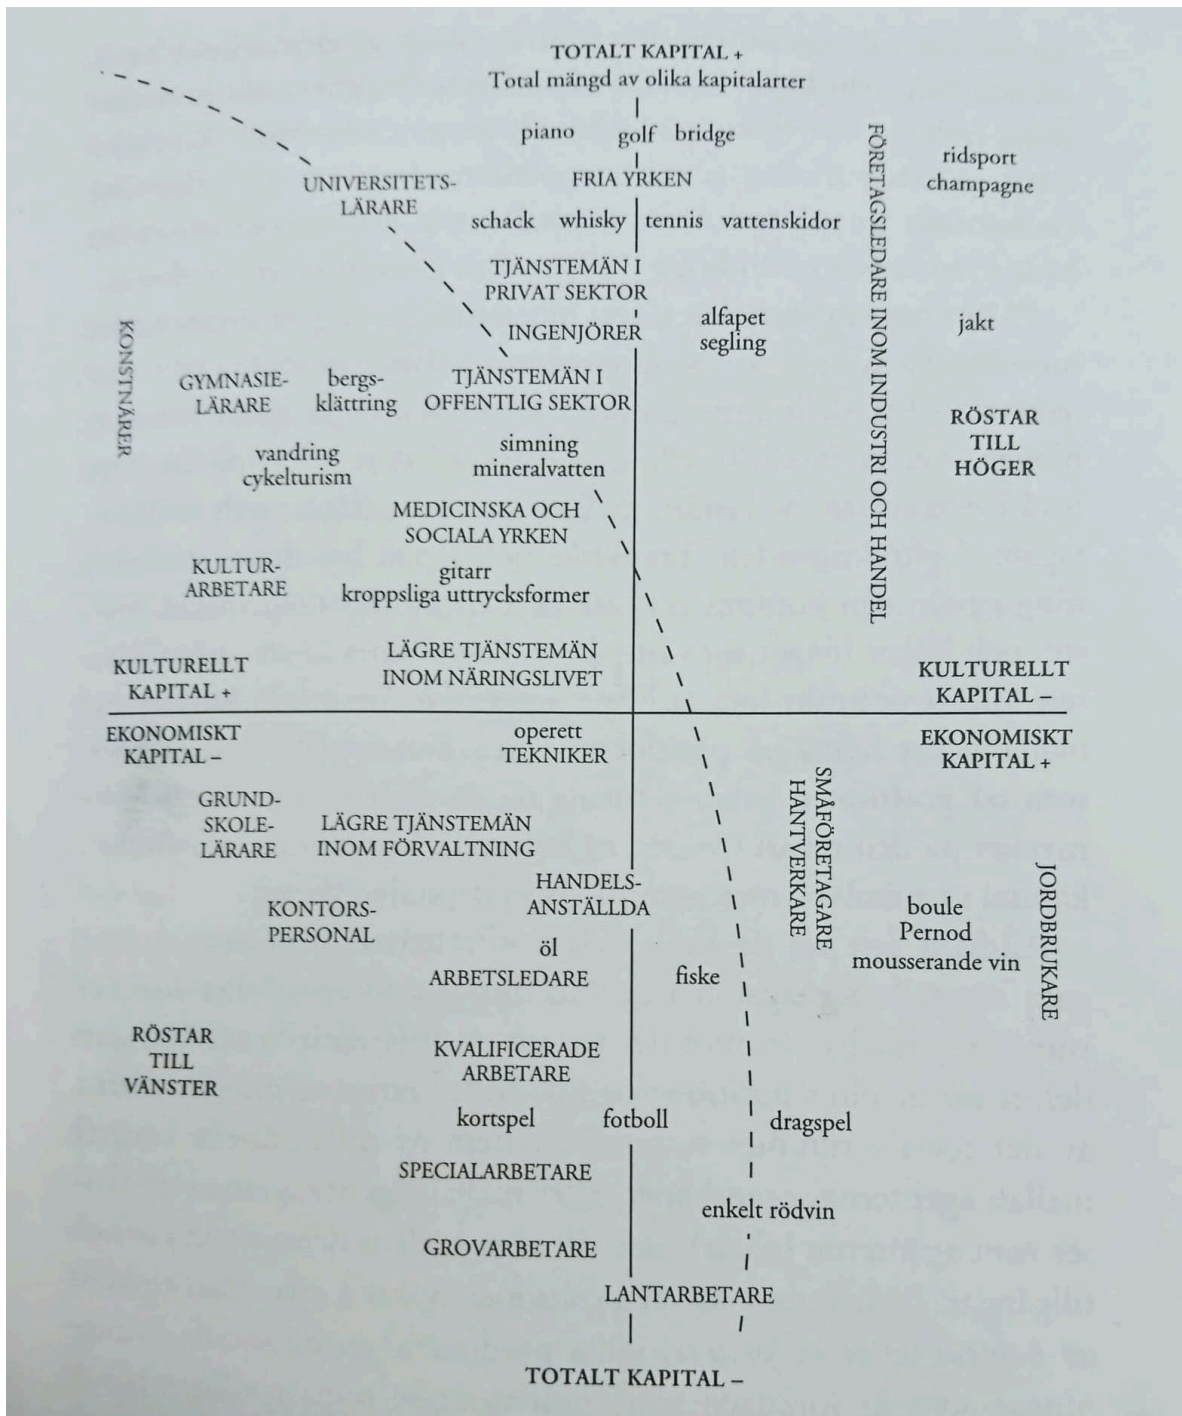 TOTALT KAPITAL +
Total mängd av olika kapitalarter
piano golf bridge
ridsport
champagne
FÖRETAGSLEDARE INOM INDUSTRI OCH HANDEL
UNIVERSITETS-
LÄRARE
FRIA YRKEN
schack whisky tennis vattenskidor
TJÄNSTEMÄN I
PRIVAT SEKTOR
INGENJÖRER
alfapet
segling
jakt
KONSTNÄRER
GYMNASIE-
LÄRARE
bergs-
klättring
TJÄNSTEMÄN I
OFFENTLIG SEKTOR
RÖSTAR
TILL
HÖGER
vandring
cykelturism
simning
mineralvatten
MEDICINSKA OCH
SOCIALA YRKEN
KULTUR-
ARBETARE
gitarr
kroppsliga uttrycksformer
LÄGRE TJÄNSTEMÄN
INOM NÄRINGSLIVET
KULTURELLT
KAPITAL +
KULTURELLT
KAPITAL –
EKONOMISKT
KAPITAL –
operett
TEKNIKER
EKONOMISKT
KAPITAL +
GRUND-
SKOLE-
LÄRARE
LÄGRE TJÄNSTEMÄN
INOM FÖRVALTNING
SMÅFÖRETAGARE
HANTVERKARE
HANDELS-
ANSTÄLLDA
KONTORS-
PERSONAL
JORDBRUKARE
boule
Pernod
mousserande vin
öl
ARBETSLEDARE
fiske
RÖSTAR
TILL
VÄNSTER
KVALIFICERADE
ARBETARE
kortspel fotboll dragspel
SPECIALARBETARE
enkelt rödvin
GROVARBETARE
LANTARBETARE
TOTALT KAPITAL –